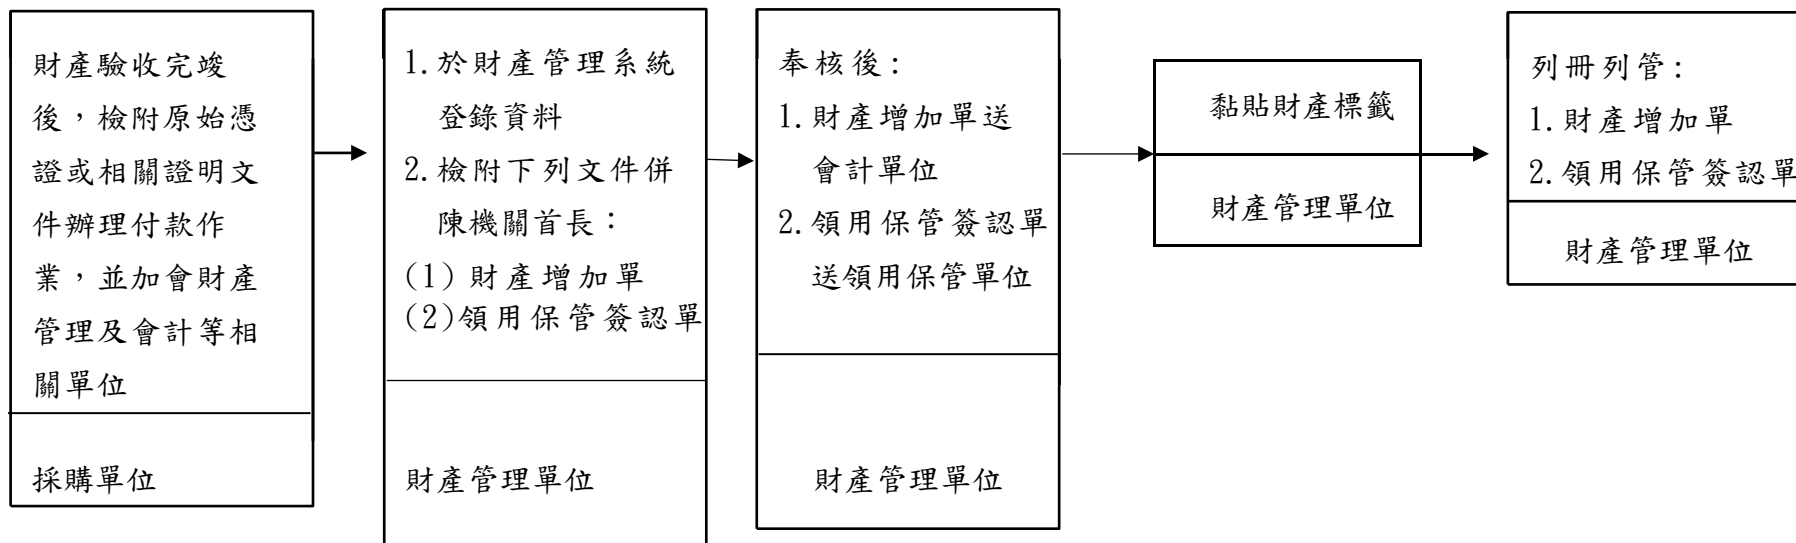 財產驗收完竣
後，檢附原始憑
證或相關證明文
件辦理付款作
業，並加會財產
管理及會計等相
關單位
採購單位
1.於財產管理系統
登錄資料
2.檢附下列文件併
陳機關首長：
(1) 財產增加單
(2)領用保管簽認單
財產管理單位
奉核後:
1.財產增加單送
會計單位
2.領用保管簽認單
送領用保管單位
財產管理單位
黏貼財產標籤
財產管理單位
列冊列管:
1.財產增加單
2.領用保管簽認單
財產管理單位